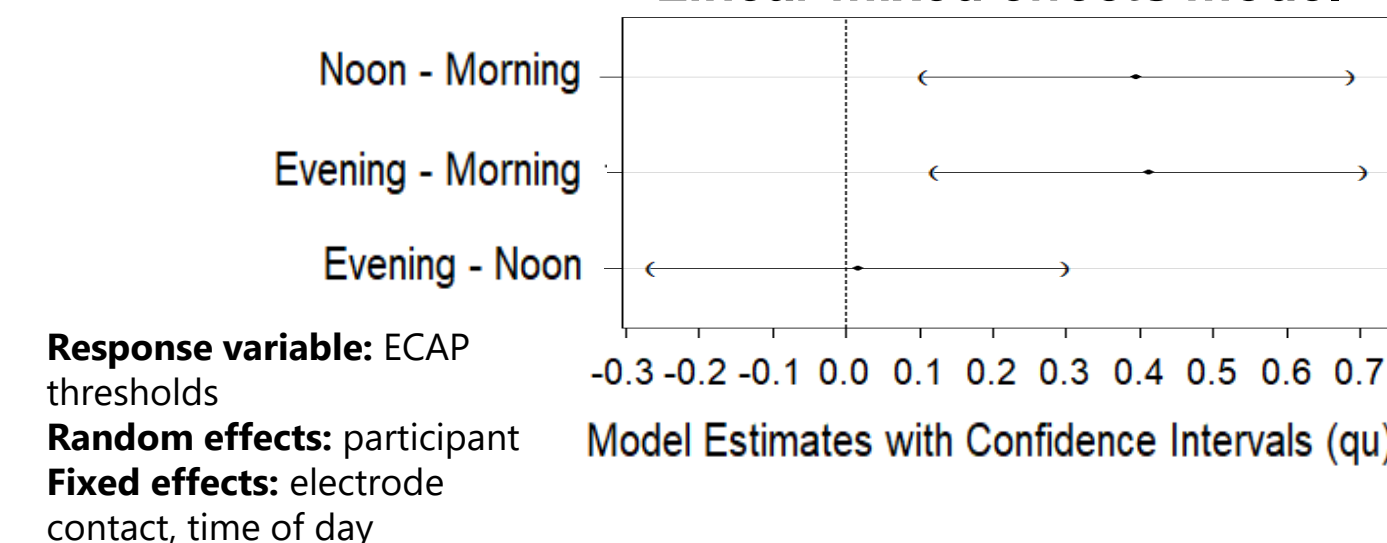 Noon - Morning
Evening - Morning
Evening - Noon
-0.3 -0.2 -0.1 0.0 0.1 0.2 0.3 0.4 0.5 0.6 0.7
Model Estimates with Confidence Intervals (qu)
Response variable: ECAP
thresholds
Random effects: participant
Fixed effects: electrode
contact, time of day